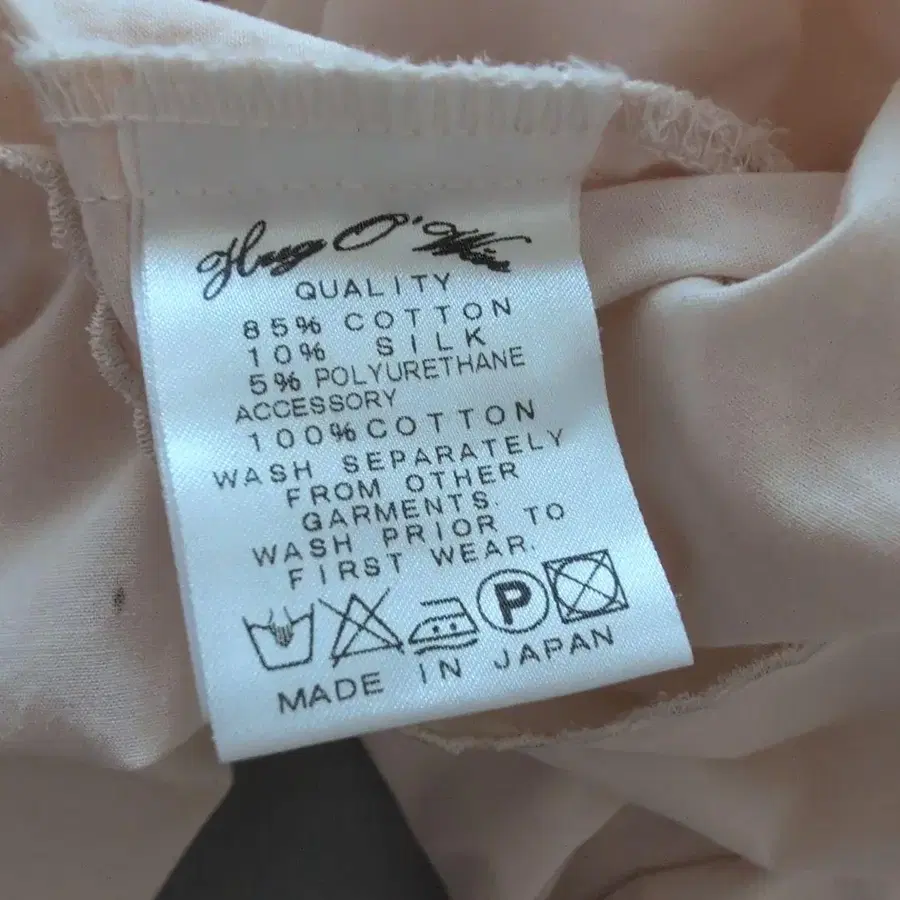 Hug O' War
QUALITY
85% COTTON
10% SILK
5% POLYURETHANE
ACCESSORY
100% COTTON
WASH SEPARATELY
FROM OTHER
GARMENTS.
WASH PRIOR TO
FIRST WEAR.
P
MADE IN JAPAN